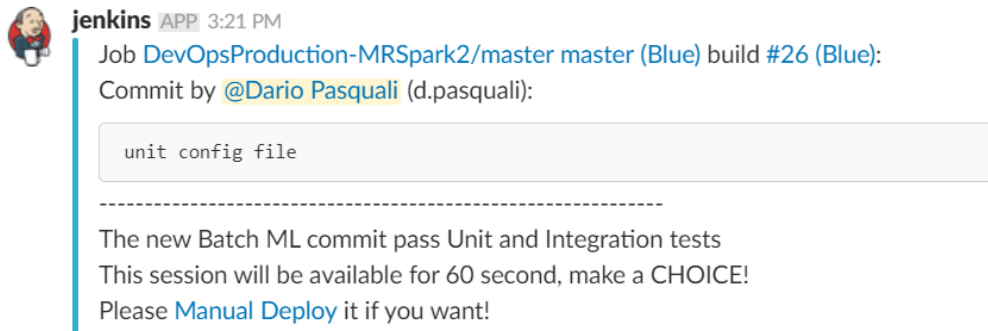 jenkins APP 3:21 PM
Job DevOpsProduction-MRSpark2/master master (Blue) build #26 (Blue):
Commit by @Dario Pasquali (d.pasquali):
unit config file
--------------------------------------------------------------
The new Batch ML commit pass Unit and Integration tests
This session will be available for 60 second, make a CHOICE!
Please Manual Deploy it if you want!